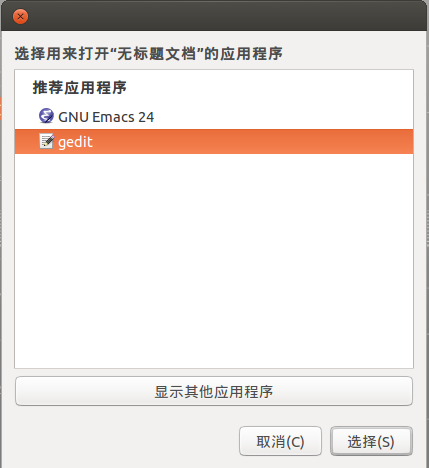 选择用来打开“无标题文档”的应用程序
推荐应用程序
GNU Emacs 24
gedit
显示其他应用程序
取消(C)
选择(S)